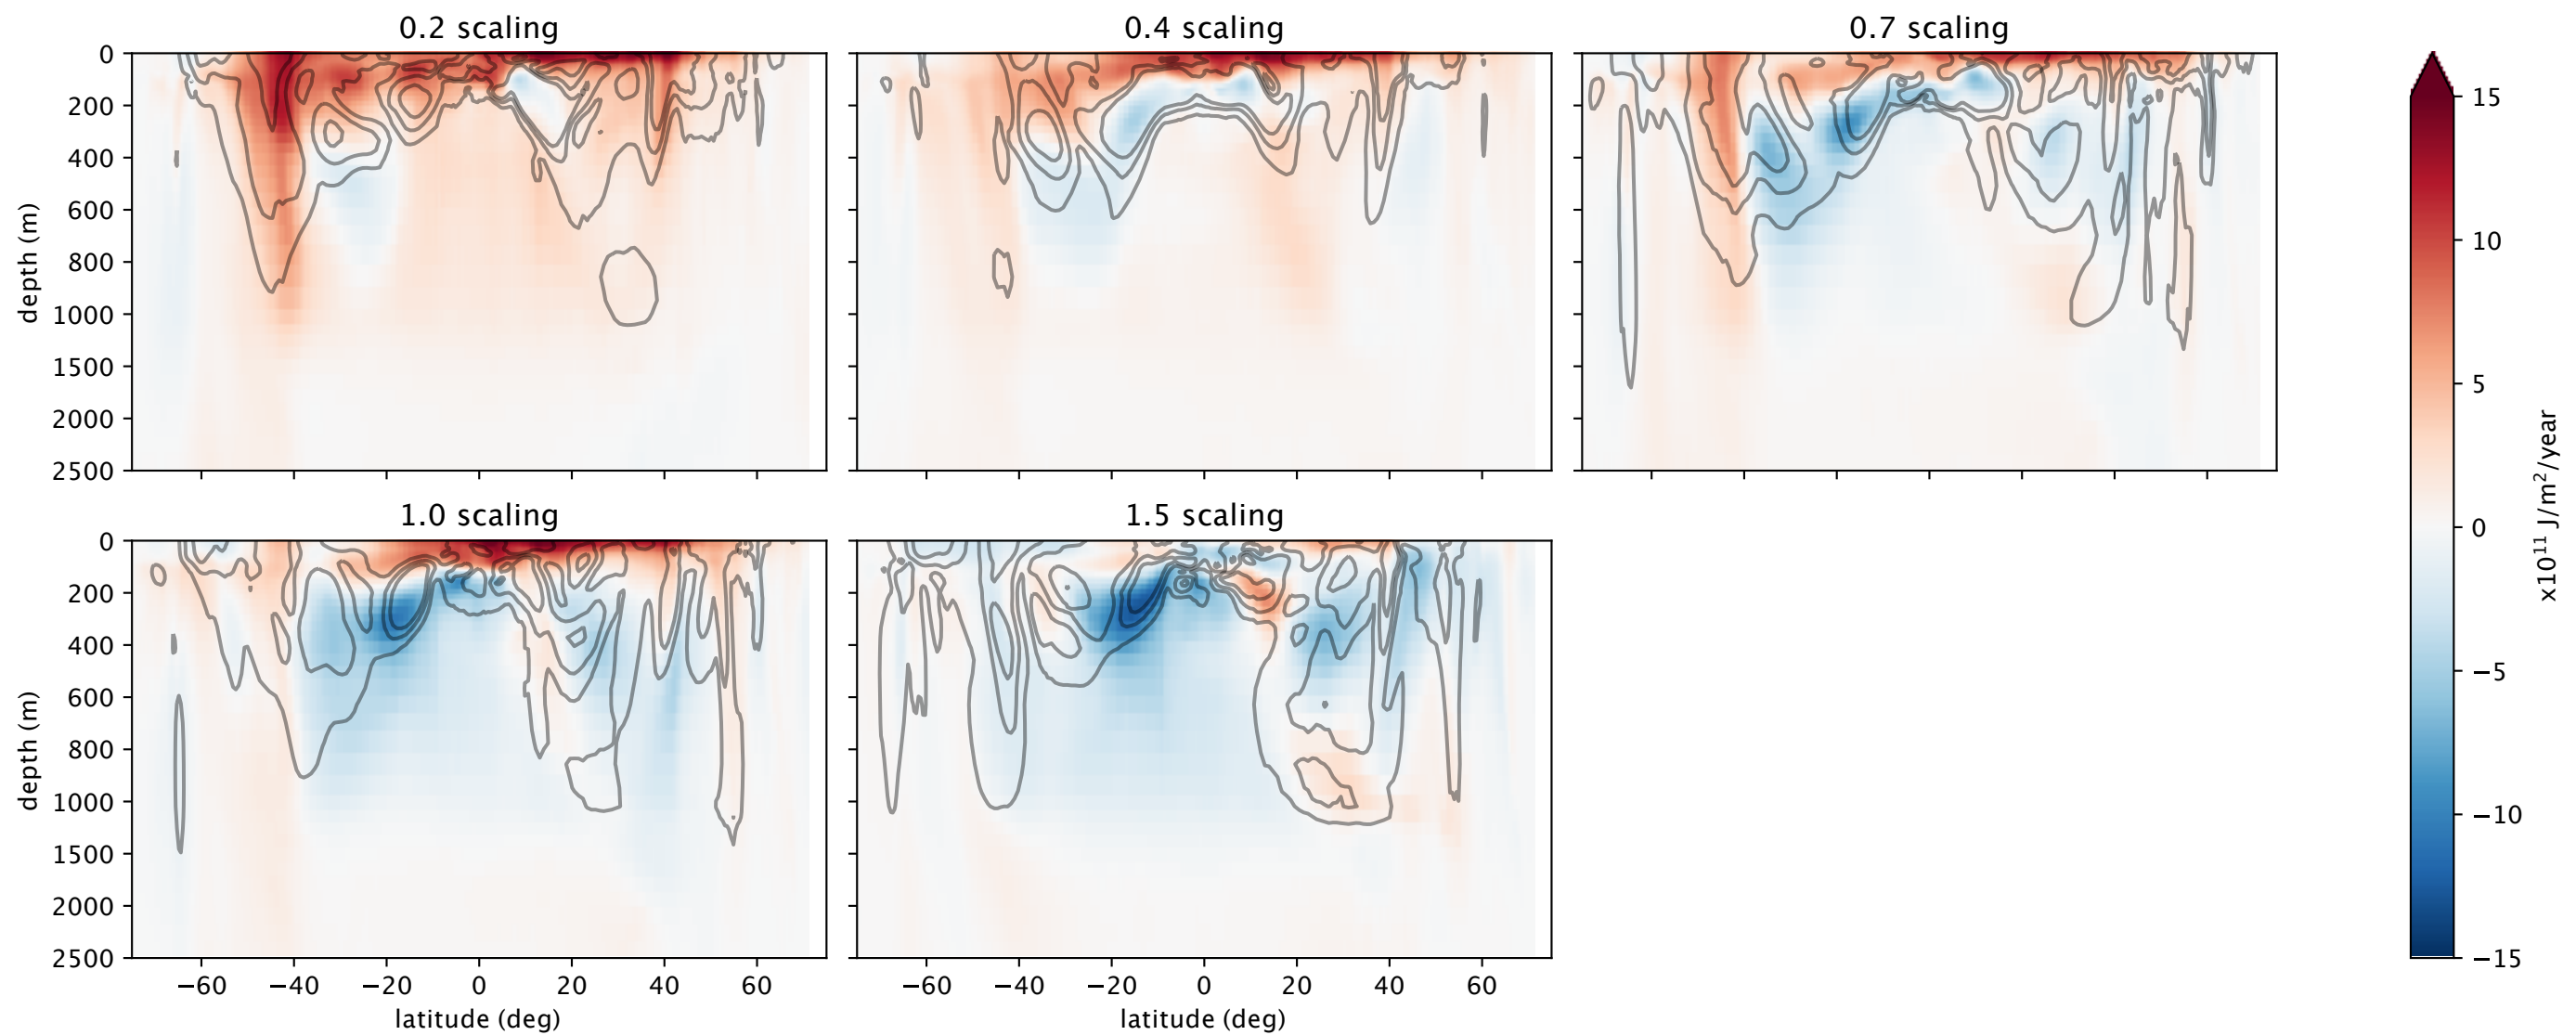 0.2 scaling
0.4 scaling
0.7 scaling
0
200
400
600
800
1000
1500
2000
2500
depth (m)
1.0 scaling
1.5 scaling
0
200
400
600
800
1000
1500
2000
2500
depth (m)
−60 −40 −20 0 20 40 60
latitude (deg)
−60 −40 −20 0 20 40 60
latitude (deg)
15
10
5
0
−5
−10
−15
x10¹¹ J/m²/year